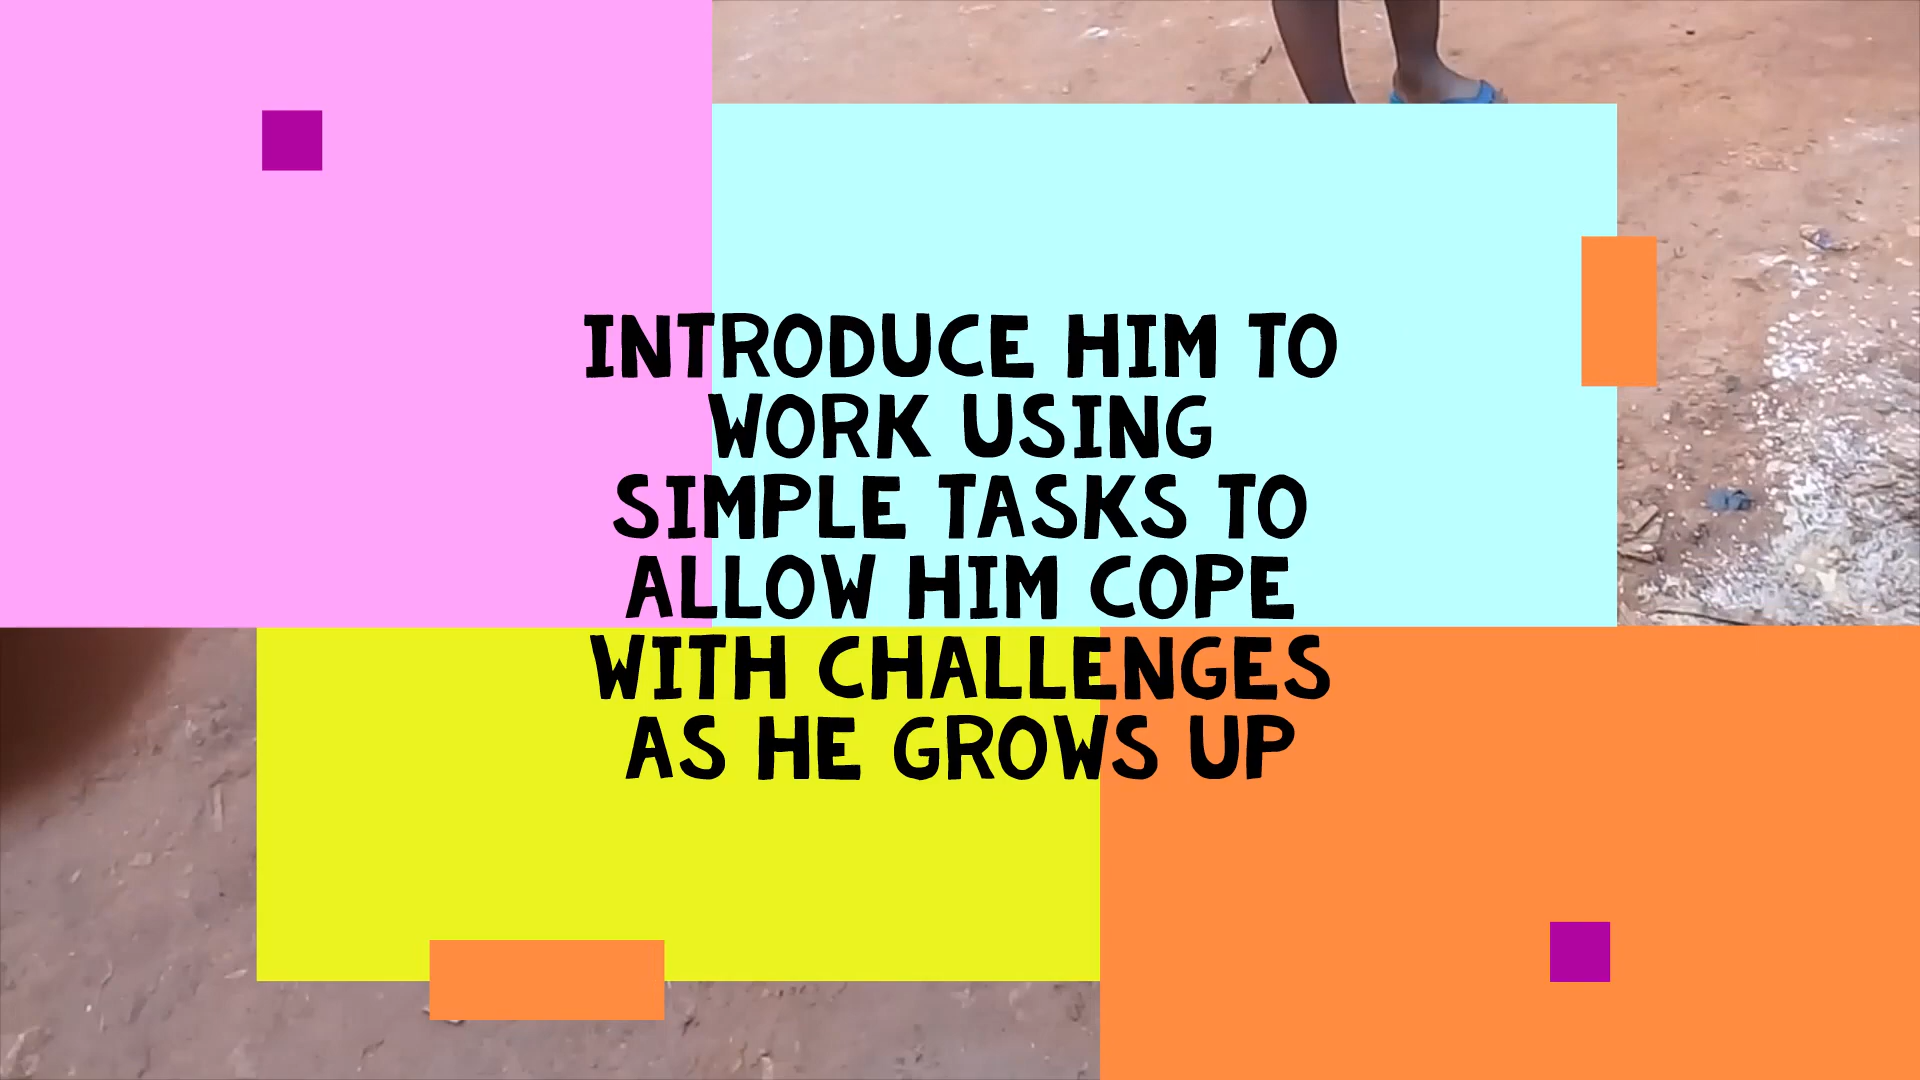 INTRODUCE HIM TO
WORK USING
SIMPLE TASKS TO
ALLOW HIM COPE
WITH CHALLENGES
AS HE GROWS UP